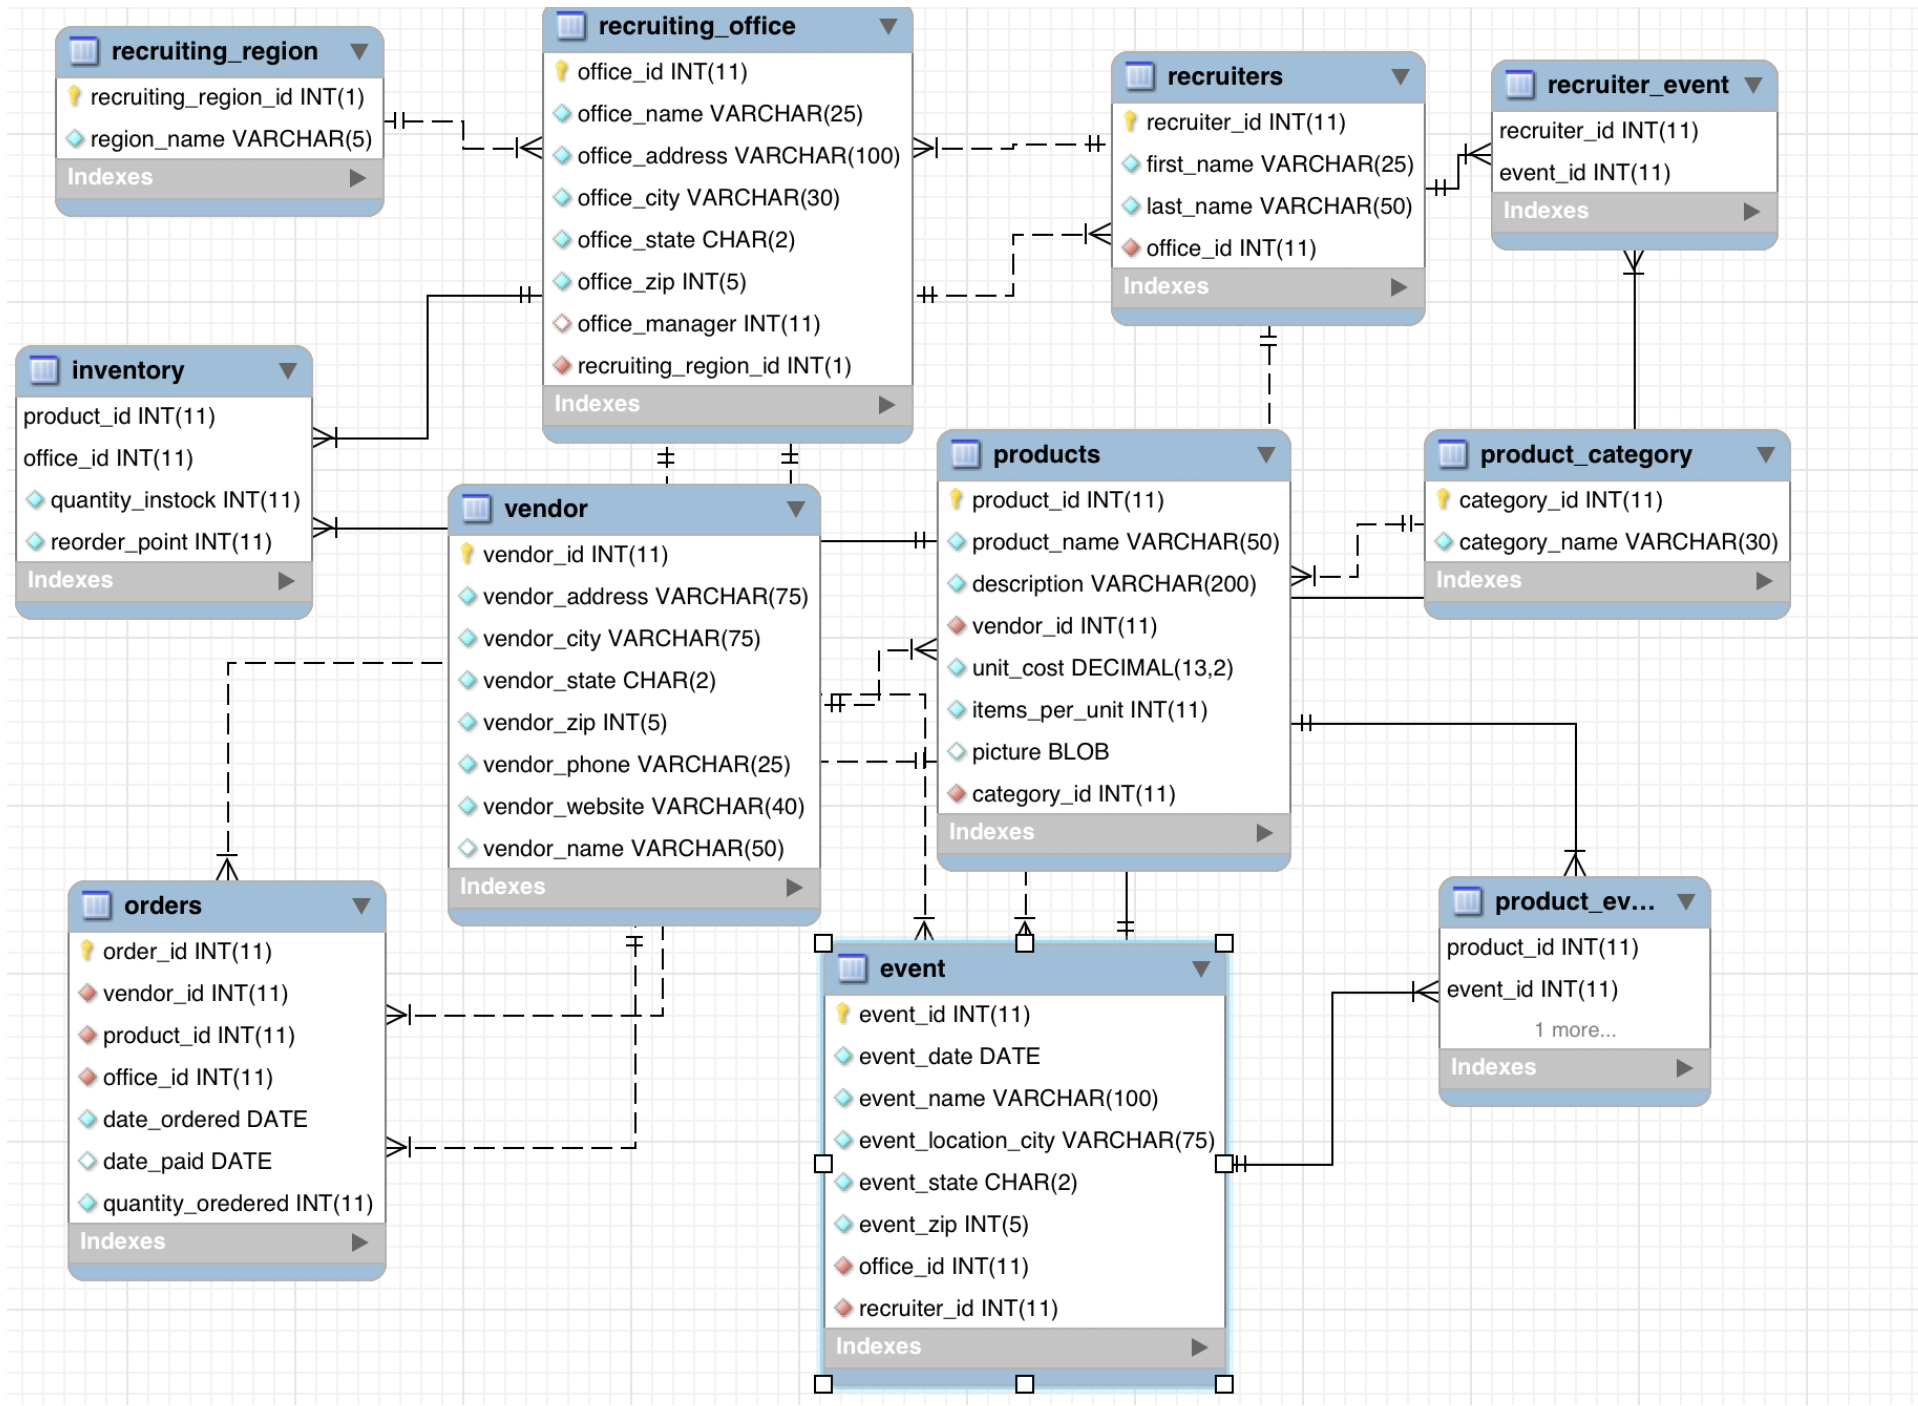 recruiting_region
recruiting_region_id INT(1)
region_name VARCHAR(5)
Indexes
recruiting_office
office_id INT(11)
office_name VARCHAR(25)
office_address VARCHAR(100)
office_city VARCHAR(30)
office_state CHAR(2)
office_zip INT(5)
office_manager INT(11)
recruiting_region_id INT(1)
Indexes
recruiters
recruiter_id INT(11)
first_name VARCHAR(25)
last_name VARCHAR(50)
office_id INT(11)
Indexes
recruiter_event
recruiter_id INT(11)
event_id INT(11)
Indexes
inventory
product_id INT(11)
office_id INT(11)
quantity_instock INT(11)
reorder_point INT(11)
Indexes
vendor
vendor_id INT(11)
vendor_address VARCHAR(75)
vendor_city VARCHAR(75)
vendor_state CHAR(2)
vendor_zip INT(5)
vendor_phone VARCHAR(25)
vendor_website VARCHAR(40)
vendor_name VARCHAR(50)
Indexes
products
product_id INT(11)
product_name VARCHAR(50)
description VARCHAR(200)
vendor_id INT(11)
unit_cost DECIMAL(13,2)
items_per_unit INT(11)
picture BLOB
category_id INT(11)
Indexes
product_category
category_id INT(11)
category_name VARCHAR(30)
Indexes
orders
order_id INT(11)
vendor_id INT(11)
product_id INT(11)
office_id INT(11)
date_ordered DATE
date_paid DATE
quantity_oredered INT(11)
Indexes
event
event_id INT(11)
event_date DATE
event_name VARCHAR(100)
event_location_city VARCHAR(75)
event_state CHAR(2)
event_zip INT(5)
office_id INT(11)
recruiter_id INT(11)
Indexes
product_ev...
product_id INT(11)
event_id INT(11)
1 more...
Indexes